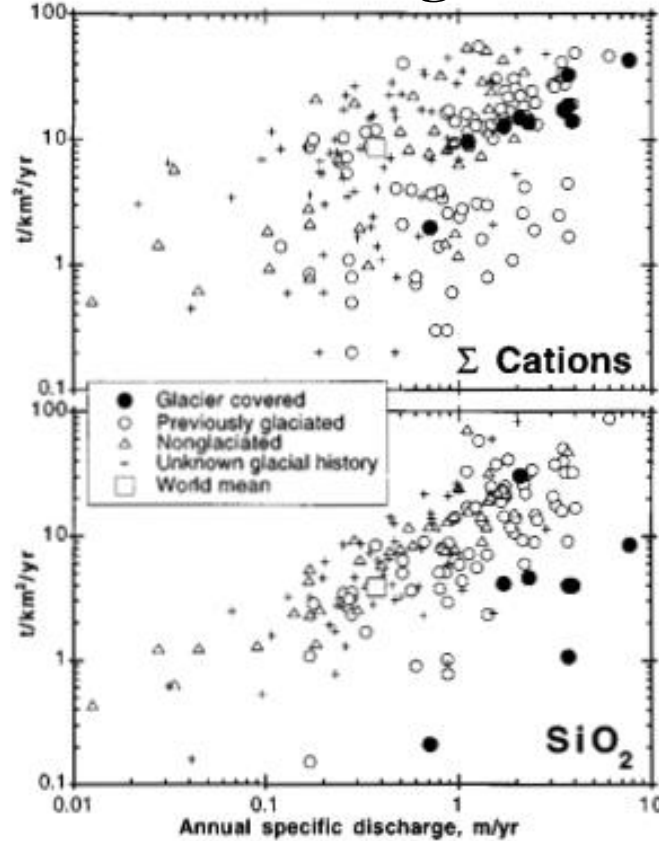 100
10
1
0.1
t/km²/yr
Σ Cations
● Glacier covered
○ Previously glaciated
△ Nonglaciated
- Unknown glacial history
□ World mean
100
10
1
0.1
t/km²/yr
SiO₂
0.01 0.1 1 10
Annual specific discharge, m/yr